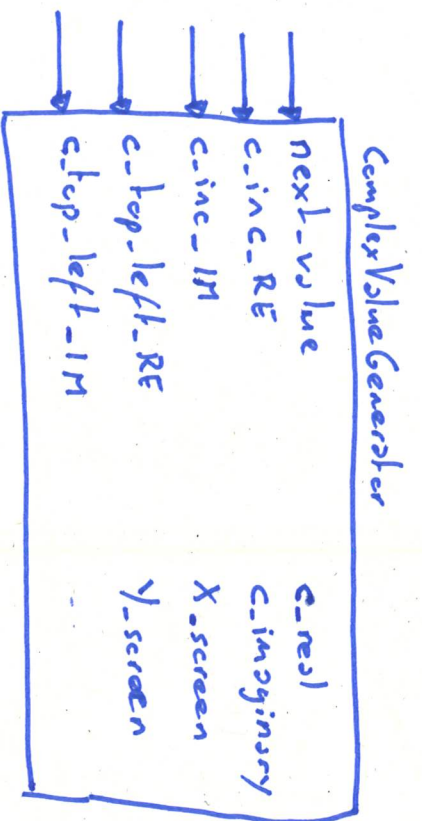 ComplexValueGenerator
next_value
c_inc_RE
c_inc_IM
c_top_left_RE
c_top_left_IM
c_real
c_imaginary
X_screen
Y_screen